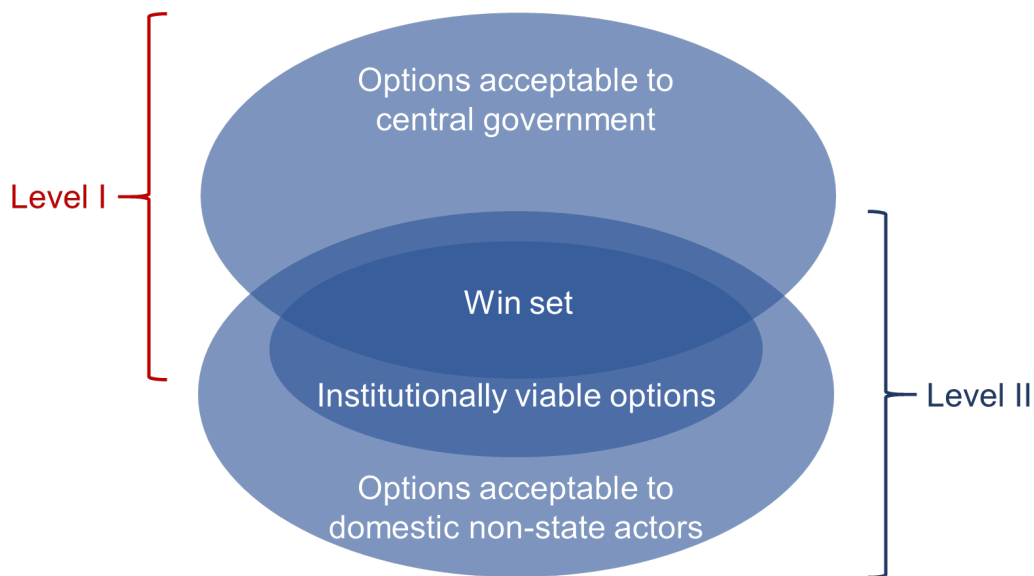 Options acceptable to
central government
Level I
Win set
Institutionally viable options
Level II
Options acceptable to
domestic non-state actors